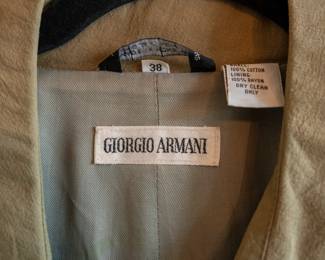 38
100% COTTON
LINING
100% RAYON
DRY CLEAN
ONLY
GIORGIO ARMANI